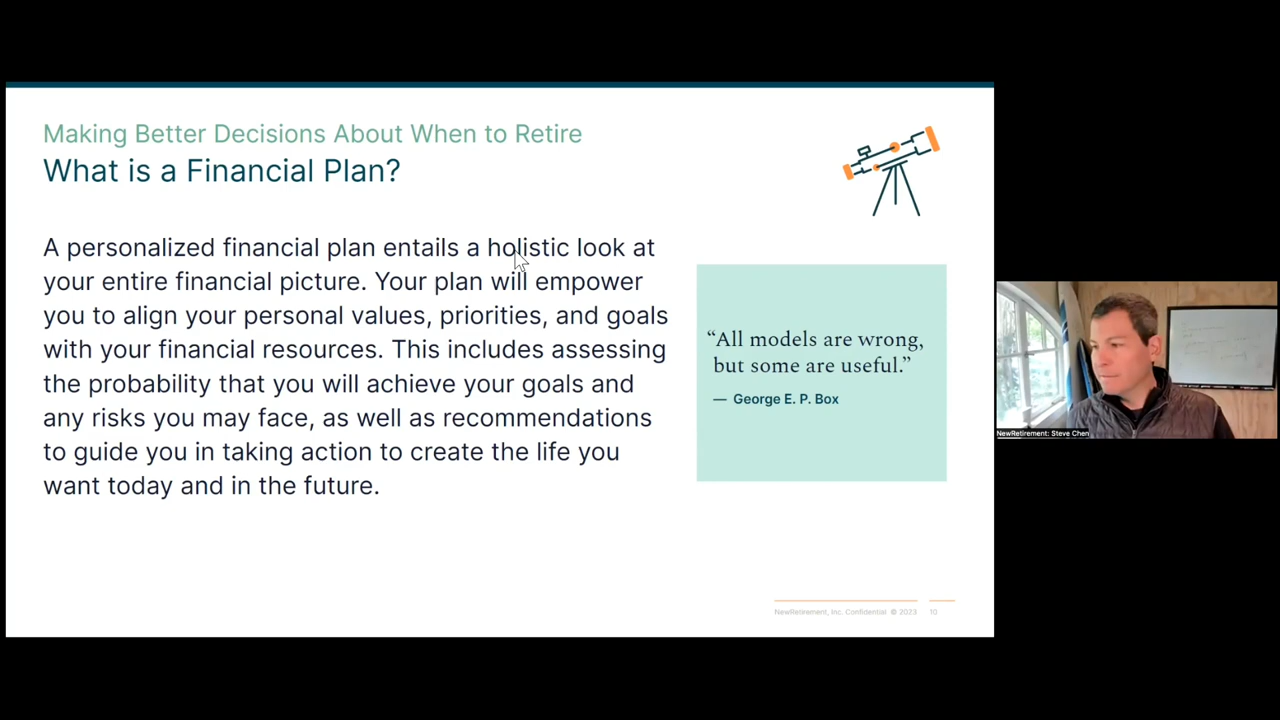 Making Better Decisions About When to Retire
What is a Financial Plan?
A personalized financial plan entails a holistic look at
your entire financial picture. Your plan will empower
you to align your personal values, priorities, and goals
with your financial resources. This includes assessing
the probability that you will achieve your goals and
any risks you may face, as well as recommendations
to guide you in taking action to create the life you
want today and in the future.
“All models are wrong,
but some are useful.”
— George E. P. Box
NewRetirement, Inc. Confidential © 2023 10
NewRetirement: Steve Chen